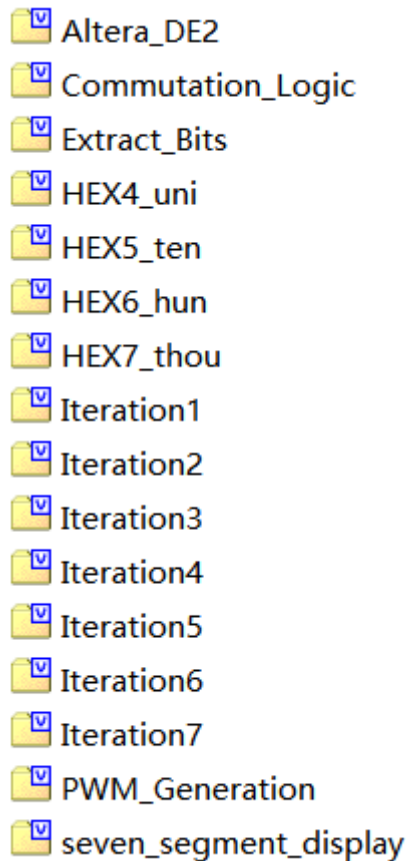 Altera_DE2
Commutation_Logic
Extract_Bits
HEX4_uni
HEX5_ten
HEX6_hun
HEX7_thou
Iteration1
Iteration2
Iteration3
Iteration4
Iteration5
Iteration6
Iteration7
PWM_Generation
seven_segment_display